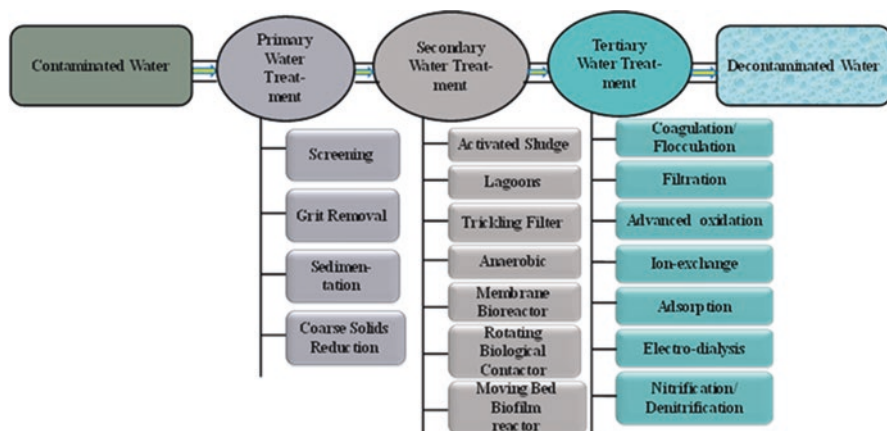 Contaminated Water
Primary
Water
Treat-
ment
Secondary
Water Treat-
ment
Tertiary
Water Treat-
ment
Decontaminated Water
Screening
Grit Removal
Sedimen-
tation
Coarse Solids
Reduction
Activated Sludge
Lagoons
Trickling Filter
Anaerobic
Membrane
Bioreactor
Rotating
Biological
Contactor
Moving Bed
Biofilm
reactor
Coagulation/
Flocculation
Filtration
Advanced oxidation
Ion-exchange
Adsorption
Electro-dialysis
Nitrification/
Denitrification